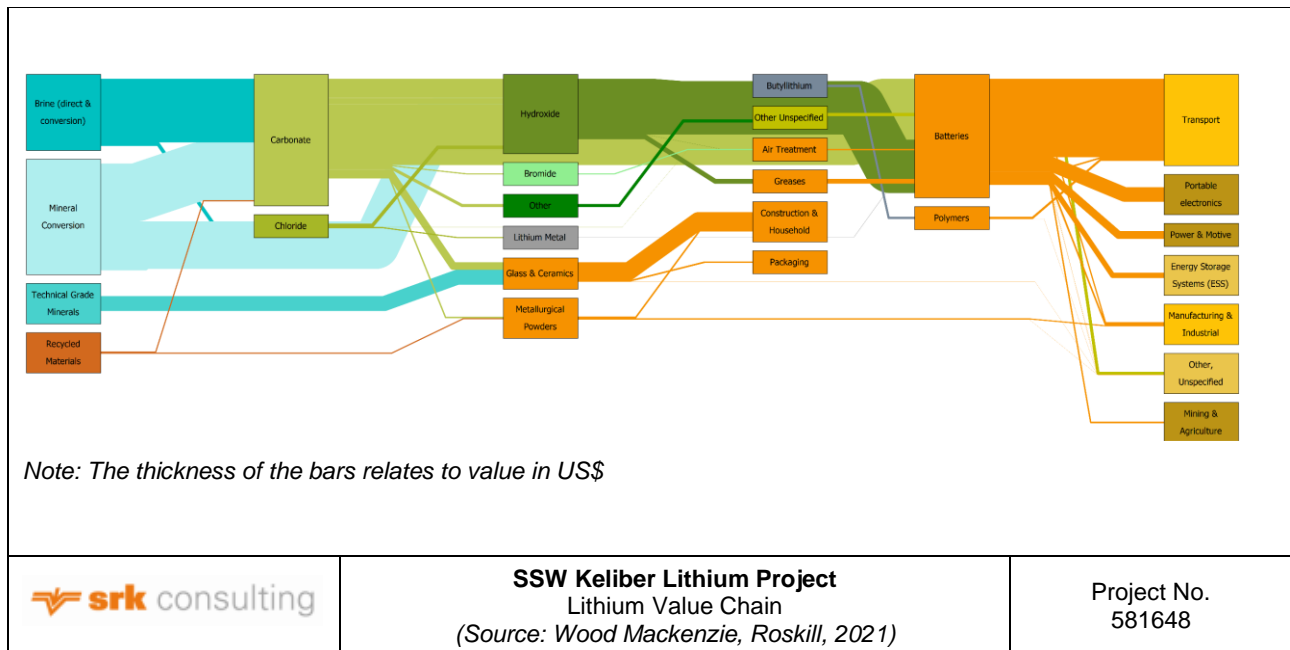 Brine (direct &
conversion)
Mineral
Conversion
Technical Grade
Minerals
Recycled
Materials
Carbonate
Chloride
Hydroxide
Bromide
Other
Lithium Metal
Glass & Ceramics
Metallurgical
Powders
Butyllithium
Other Unspecified
Air Treatment
Greases
Construction &
Household
Packaging
Batteries
Polymers
Transport
Portable
electronics
Power & Motive
Energy Storage
Systems (ESS)
Manufacturing &
Industrial
Other,
Unspecified
Mining &
Agriculture
Note: The thickness of the bars relates to value in US$
srk consulting
SSW Keliber Lithium Project
Lithium Value Chain
(Source: Wood Mackenzie, Roskill, 2021)
Project No.
581648